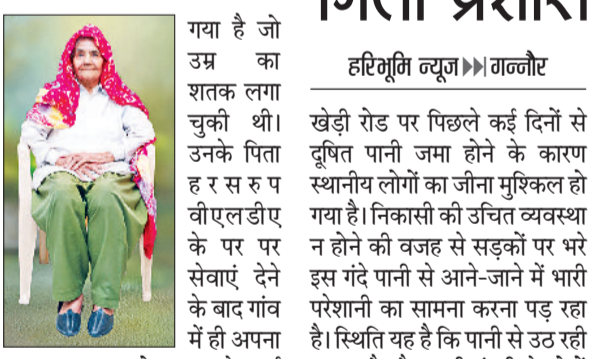 गया है जो
उम्र का
शतक लगा
चुकी थी।
उनके पिता
ह र स रु प
वीएलडीए
के पर पर
सेवाएं देने
के बाद गांव
में ही अपना
हरिभूमि न्यूज▶▶| गन्नौर
खेड़ी रोड पर पिछले कई दिनों से
दूषित पानी जमा होने के कारण
स्थानीय लोगों का जीना मुश्किल हो
गया है। निकासी की उचित व्यवस्था
न होने की वजह से सड़कों पर भरे
इस गंदे पानी से आने-जाने में भारी
परेशानी का सामना करना पड़ रहा
है। स्थिति यह है कि पानी से उठ रही